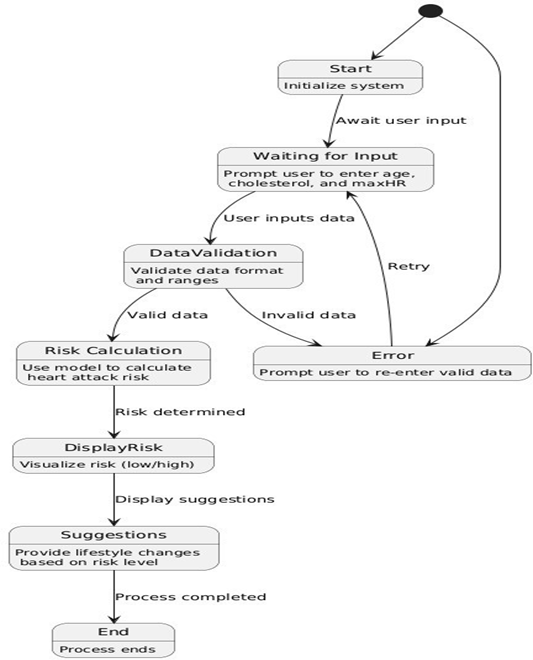 Start
Initialize system
Await user input
Waiting for Input
Prompt user to enter age,
cholesterol, and maxHR
User inputs data
DataValidation
Validate data format
and ranges
Retry
Valid data
Invalid data
Risk Calculation
Use model to calculate
heart attack risk
Error
Prompt user to re-enter valid data
Risk determined
DisplayRisk
Visualize risk (low/high)
Display suggestions
Suggestions
Provide lifestyle changes
based on risk level
Process completed
End
Process ends